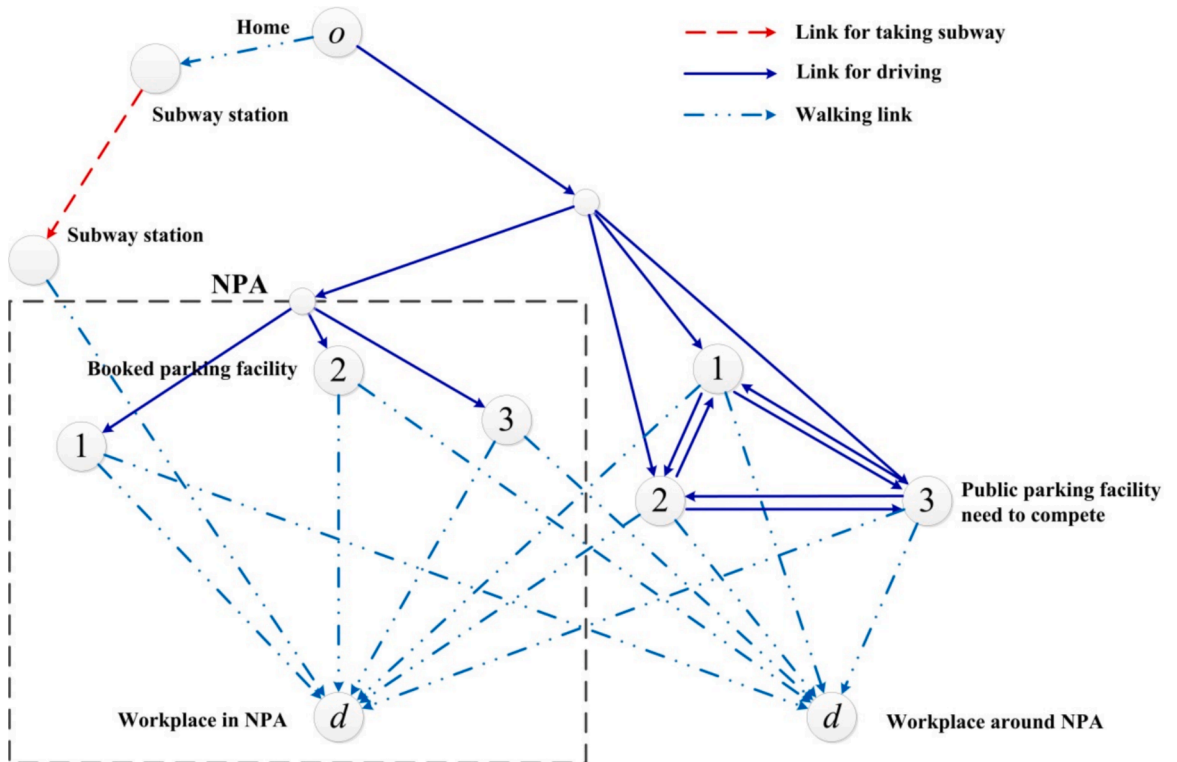 Home
o
Link for taking subway
Link for driving
Walking link
Subway station
Subway station
NPA
Booked parking facility
2
1
3
1
2
3
Public parking facility
need to compete
Workplace in NPA
d
d
Workplace around NPA